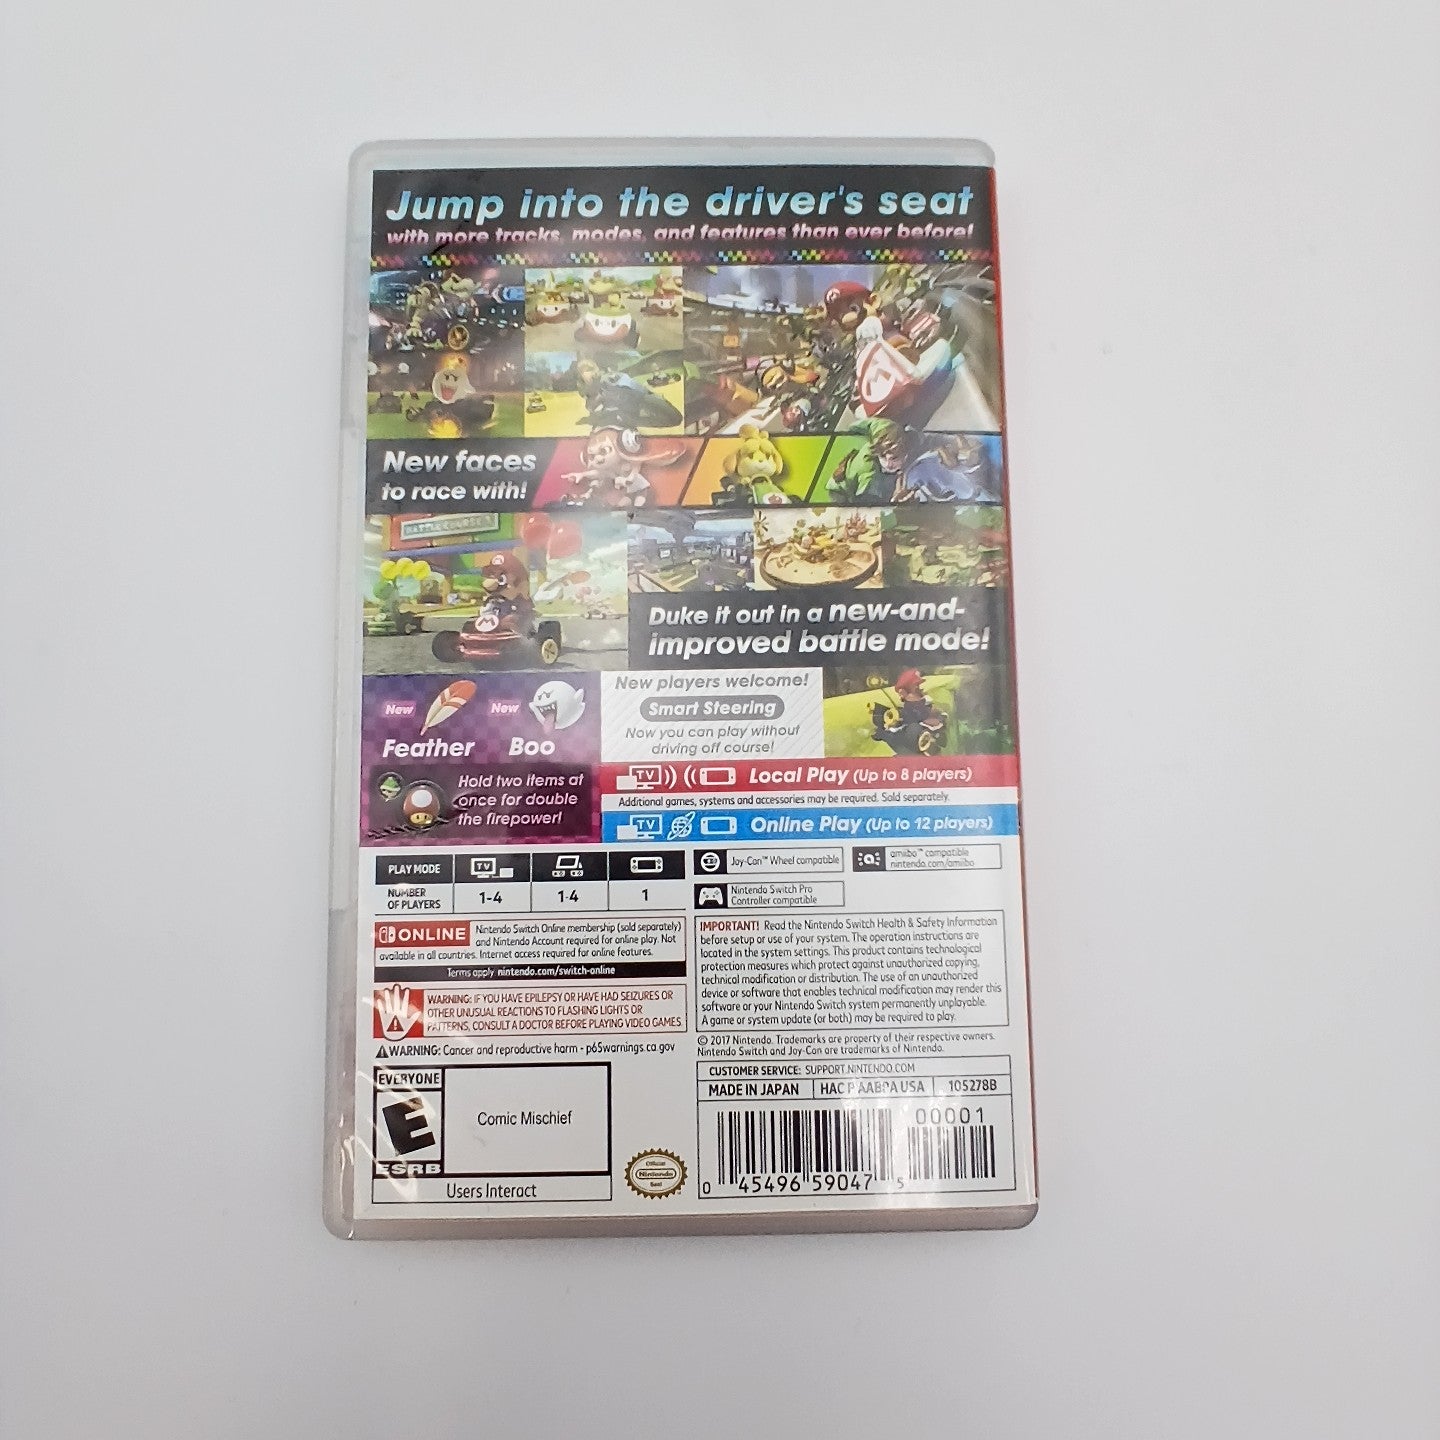 Jump into the driver's seat
with more tracks, modes, and features than ever before!
New faces
to race with!
BATTLE COURSE 1
Duke it out in a new-and-
improved battle mode!
New
Feather
New
Boo
Hold two items at
once for double
the firepower!
New players welcome!
Smart Steering
Now you can play without
driving off course!
TV Local Play (Up to 8 players)
Additional games, systems and accessories may be required. Sold separately.
TV Online Play (Up to 12 players)
PLAY MODE TV
NUMBER
OF PLAYERS 1-4 1-4 1
Joy-Con™ Wheel compatible
amiibo™ compatible
nintendo.com/amiibo
Nintendo Switch Pro
Controller compatible
ONLINE Nintendo Switch Online membership (sold separately)
and Nintendo Account required for online play. Not
available in all countries. Internet access required for online features.
Terms apply. nintendo.com/switch-online
WARNING: IF YOU HAVE EPILEPSY OR HAVE HAD SEIZURES OR
OTHER UNUSUAL REACTIONS TO FLASHING LIGHTS OR
PATTERNS, CONSULT A DOCTOR BEFORE PLAYING VIDEO GAMES.
WARNING: Cancer and reproductive harm - p65warnings.ca.gov
IMPORTANT! Read the Nintendo Switch Health & Safety Information
before setup or use of your system. The operation instructions are
located in the system settings. This product contains technological
protection measures which protect against unauthorized copying,
technical modification or distribution. The use of an unauthorized
device or software that enables technical modification may render this
software or your Nintendo Switch system permanently unplayable.
A game or system update (or both) may be required to play.
© 2017 Nintendo. Trademarks are property of their respective owners.
Nintendo Switch and Joy-Con are trademarks of Nintendo.
CUSTOMER SERVICE: SUPPORT.NINTENDO.COM
MADE IN JAPAN HAC P AABPA USA 105278B
EVERYONE
E
ESRB
Comic Mischief
Users Interact
Official
Nintendo
Seal
00001
0 45496 59047 5